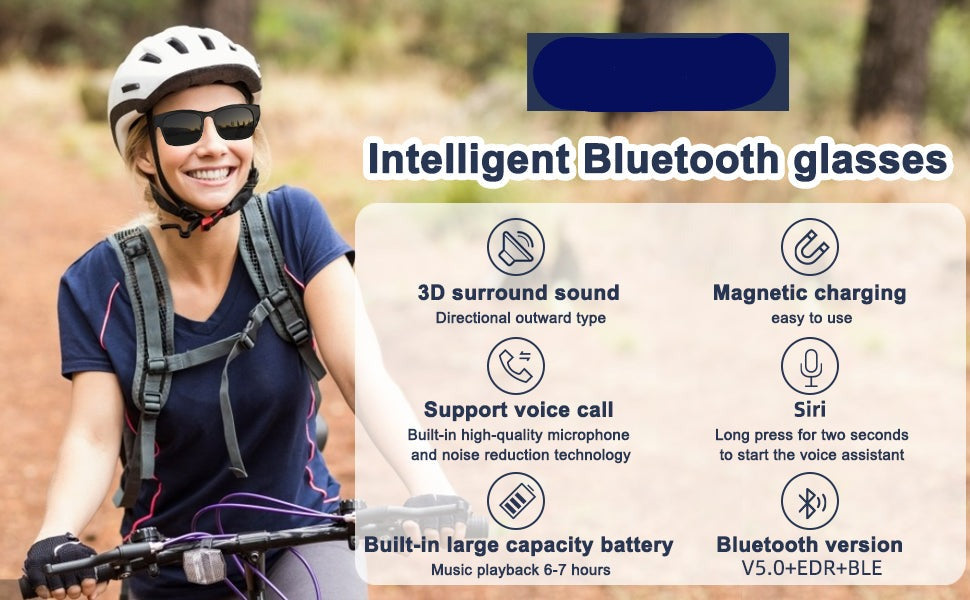 Intelligent Bluetooth glasses
3D surround sound
Directional outward type
Magnetic charging
easy to use
Support voice call
Built-in high-quality microphone
and noise reduction technology
Siri
Long press for two seconds
to start the voice assistant
Built-in large capacity battery
Music playback 6-7 hours
Bluetooth version
V5.0+EDR+BLE